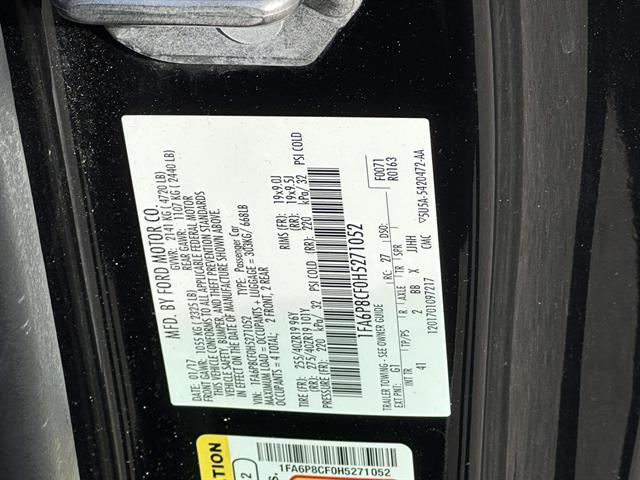 MFD. BY FORD MOTOR CO.
DATE: 01/17 GVWR: 2141 KG ( 4720 LB)
FRONT GAWR: 1055 KG ( 2325 LB) REAR GAWR: 1107 KG ( 2440 LB)
THIS VEHICLE CONFORMS TO ALL APPLICABLE FEDERAL MOTOR
VEHICLE SAFETY, BUMPER, AND THEFT PREVENTION STANDARDS
IN EFFECT ON THE DATE OF MANUFACTURE SHOWN ABOVE.
VIN: 1FA6P8CF0H5271052 TYPE: Passenger Car
MAXIMUM LOAD = OCCUPANTS + LUGGAGE = 303KG/ 668LB
OCCUPANTS = 4 TOTAL; 2 FRONT, 2 REAR
TIRE (FR): 255/40ZR19 96Y RIMS (FR): 19x9.0J
(RR): 275/40ZR19 101Y (RR): 19x9.5J
PRESSURE (FR): 220 kPa/ 32 PSI COLD (RR): 220 kPa/ 32 PSI COLD
1FA6P8CF0H5271052
F0071
R0163
TRAILER TOWING - SEE OWNER GUIDE
EXT PNT: G1 RC: 27 DSO:
INT TR TP/PS R AXLE TR SPR
41 2 BB X JJHH
CMC
1201701097217
5U5A-5420472-AA
1FA6P8CF0H5271052